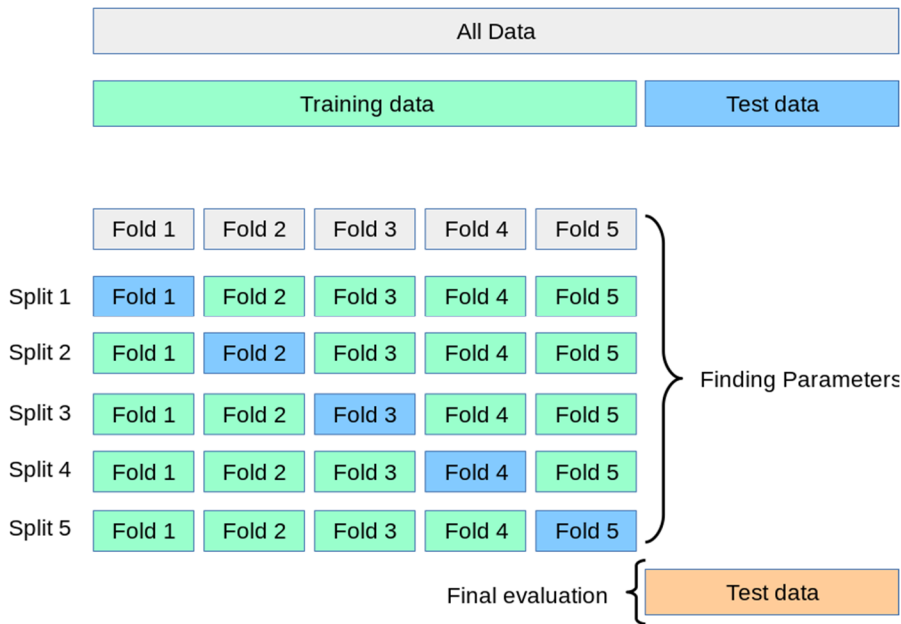 All Data
Training data
Test data
Fold 1 Fold 2 Fold 3 Fold 4 Fold 5
Split 1 Fold 1 Fold 2 Fold 3 Fold 4 Fold 5
Split 2 Fold 1 Fold 2 Fold 3 Fold 4 Fold 5
Split 3 Fold 1 Fold 2 Fold 3 Fold 4 Fold 5
Split 4 Fold 1 Fold 2 Fold 3 Fold 4 Fold 5
Split 5 Fold 1 Fold 2 Fold 3 Fold 4 Fold 5
Finding Parameters
Final evaluation
Test data